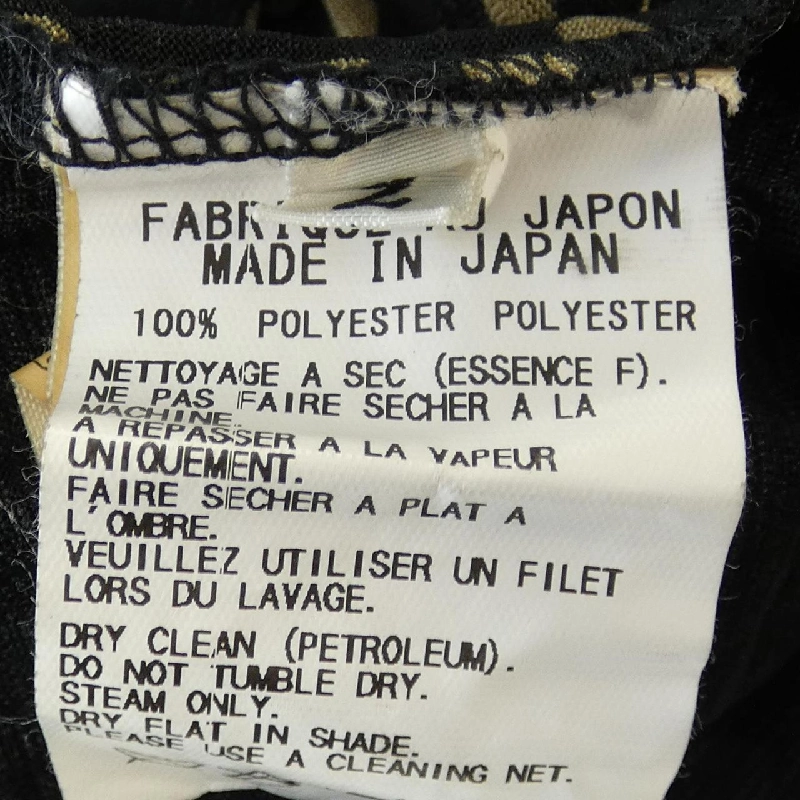 2
FABRIQUE AU JAPON
MADE IN JAPAN
100% POLYESTER POLYESTER
NETTOYAGE A SEC (ESSENCE F).
NE PAS FAIRE SECHER A LA
MACHINE.
A REPASSER A LA VAPEUR
UNIQUEMENT.
FAIRE SECHER A PLAT A
L'OMBRE.
VEUILLEZ UTILISER UN FILET
LORS DU LAVAGE.
DRY CLEAN (PETROLEUM).
DO NOT TUMBLE DRY.
STEAM ONLY.
DRY FLAT IN SHADE.
PLEASE USE A CLEANING NET.